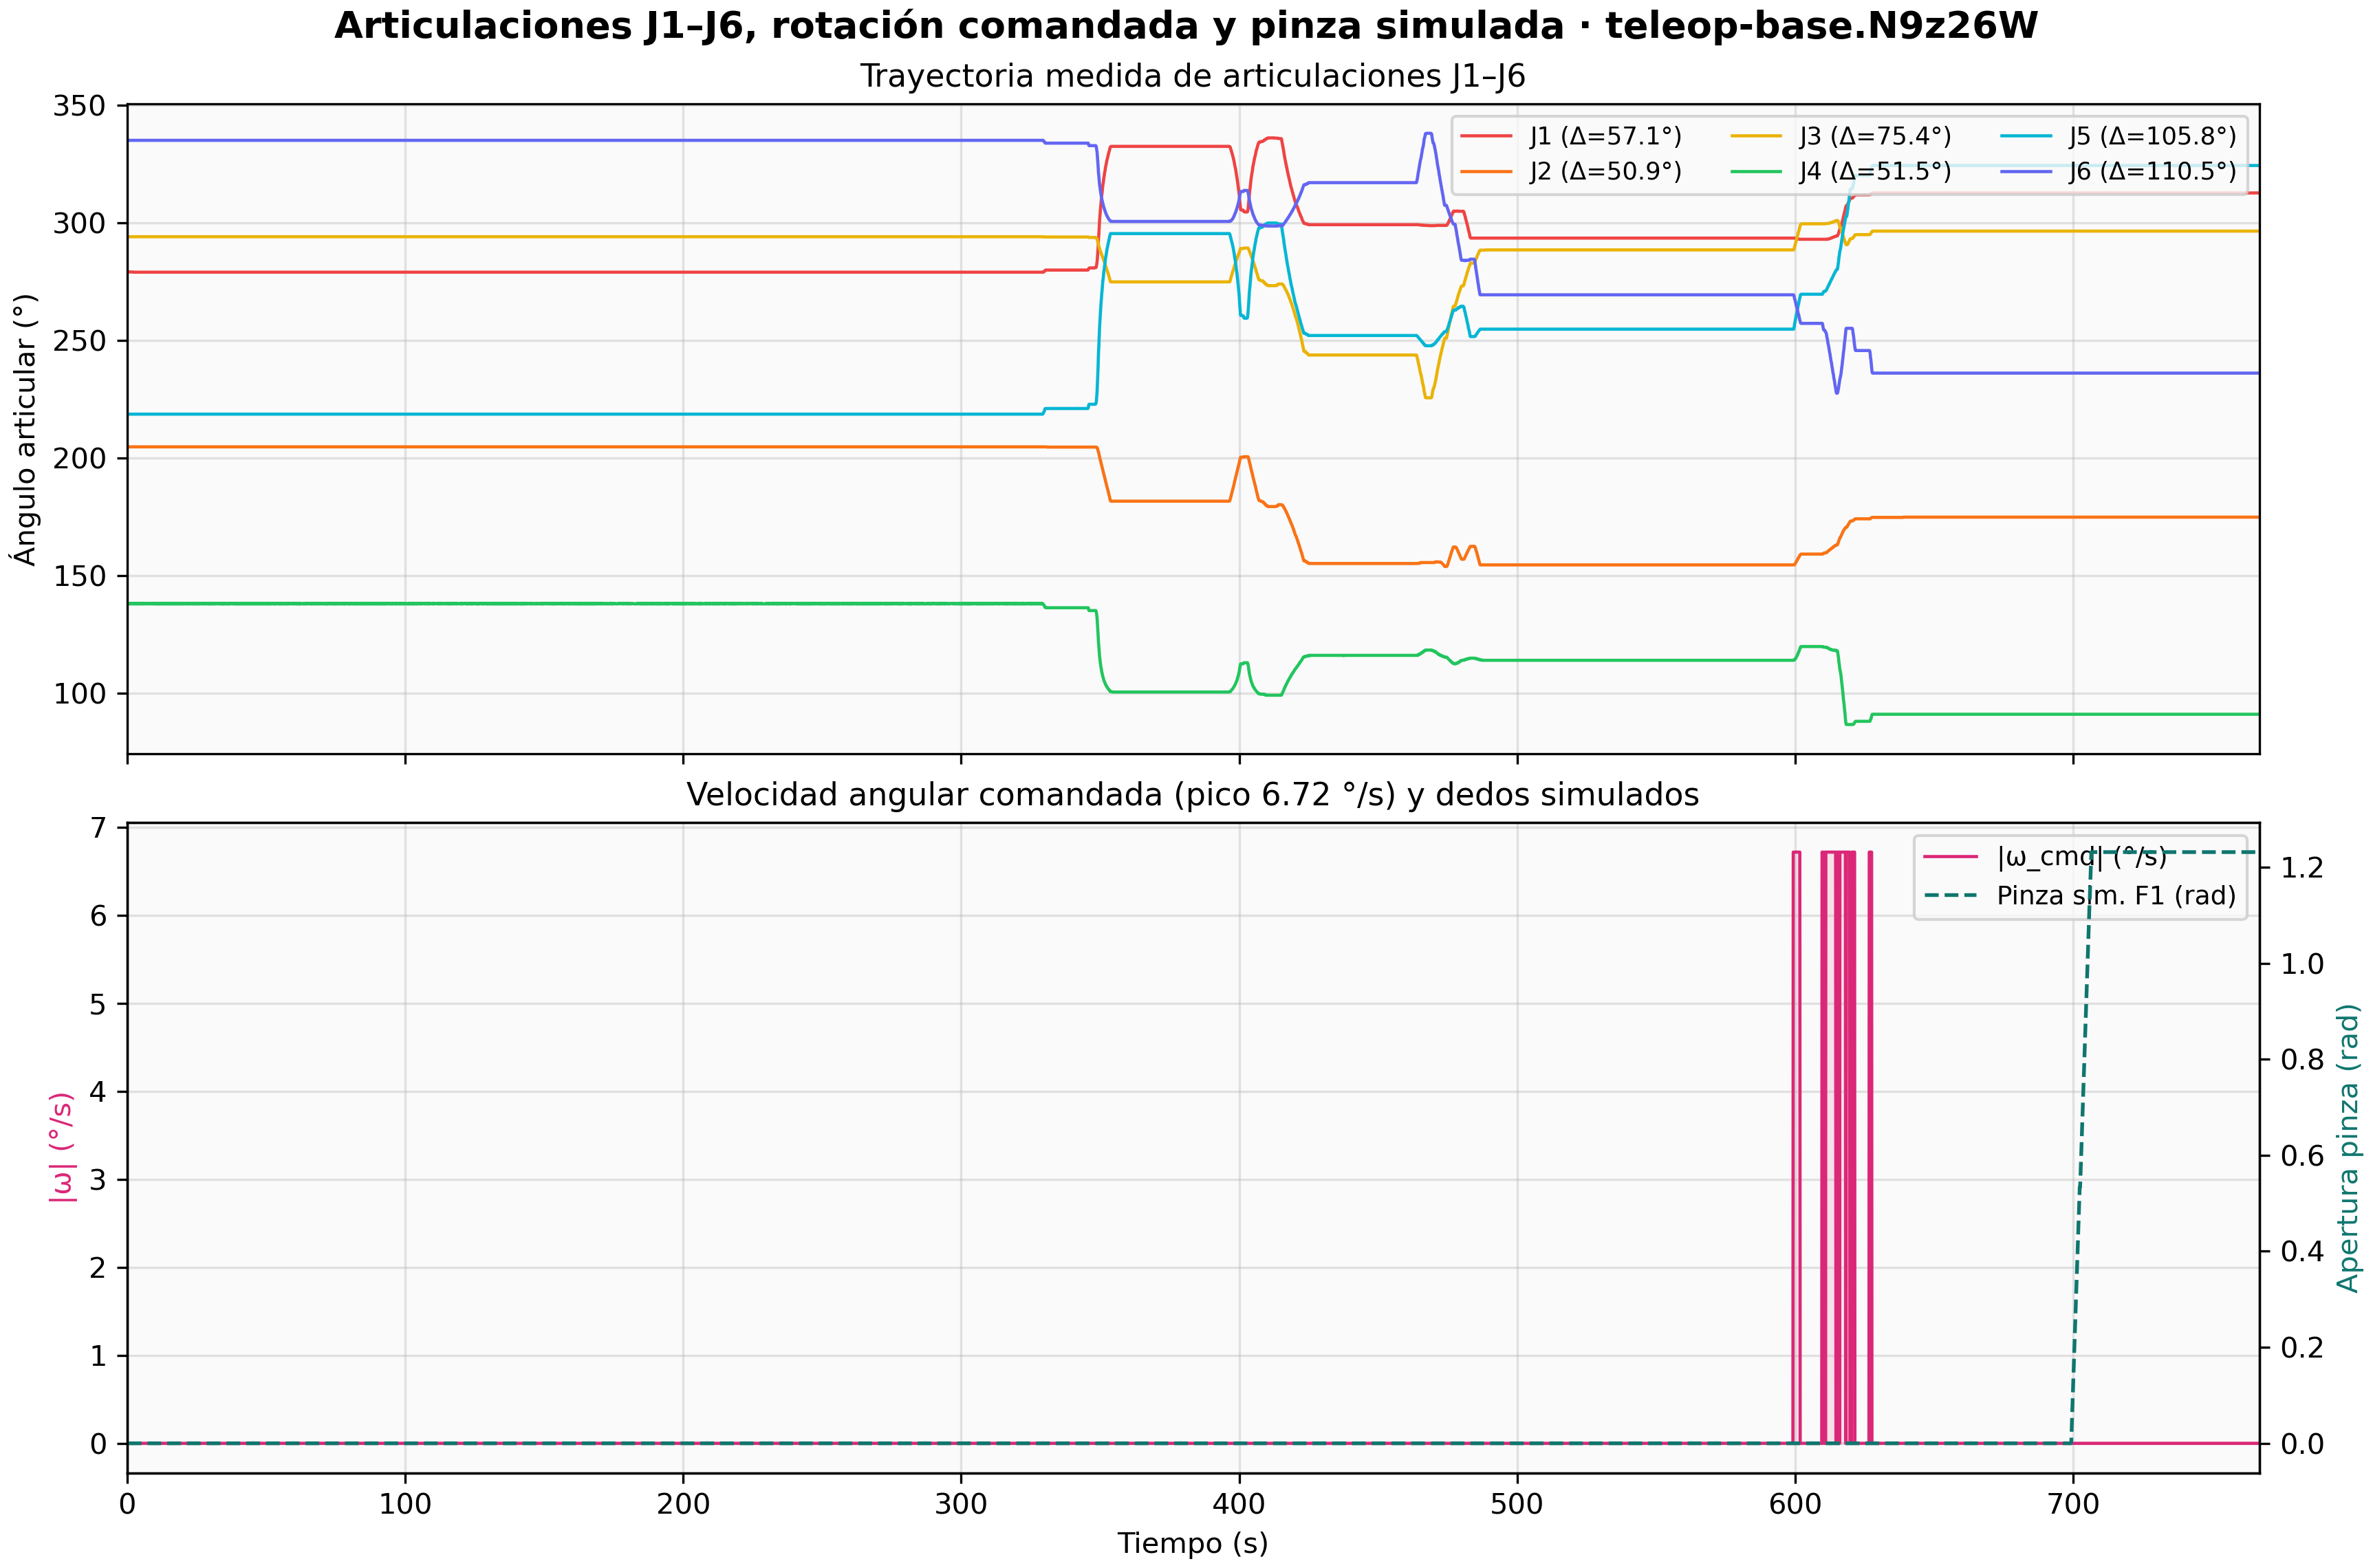 Articulaciones J1–J6, rotación comandada y pinza simulada · teleop-base.N9z26W
Trayectoria medida de articulaciones J1–J6
350
300
250
200
150
100
Ángulo articular (°)
J1 (Δ=57.1°)
J2 (Δ=50.9°)
J3 (Δ=75.4°)
J4 (Δ=51.5°)
J5 (Δ=105.8°)
J6 (Δ=110.5°)
Velocidad angular comandada (pico 6.72 °/s) y dedos simulados
7
6
5
4
3
2
1
0
|ω| (°/s)
|ω_cmd| (°/s)
Pinza sim. F1 (rad)
1.2
1.0
0.8
0.6
0.4
0.2
0.0
Apertura pinza (rad)
0 100 200 300 400 500 600 700
Tiempo (s)